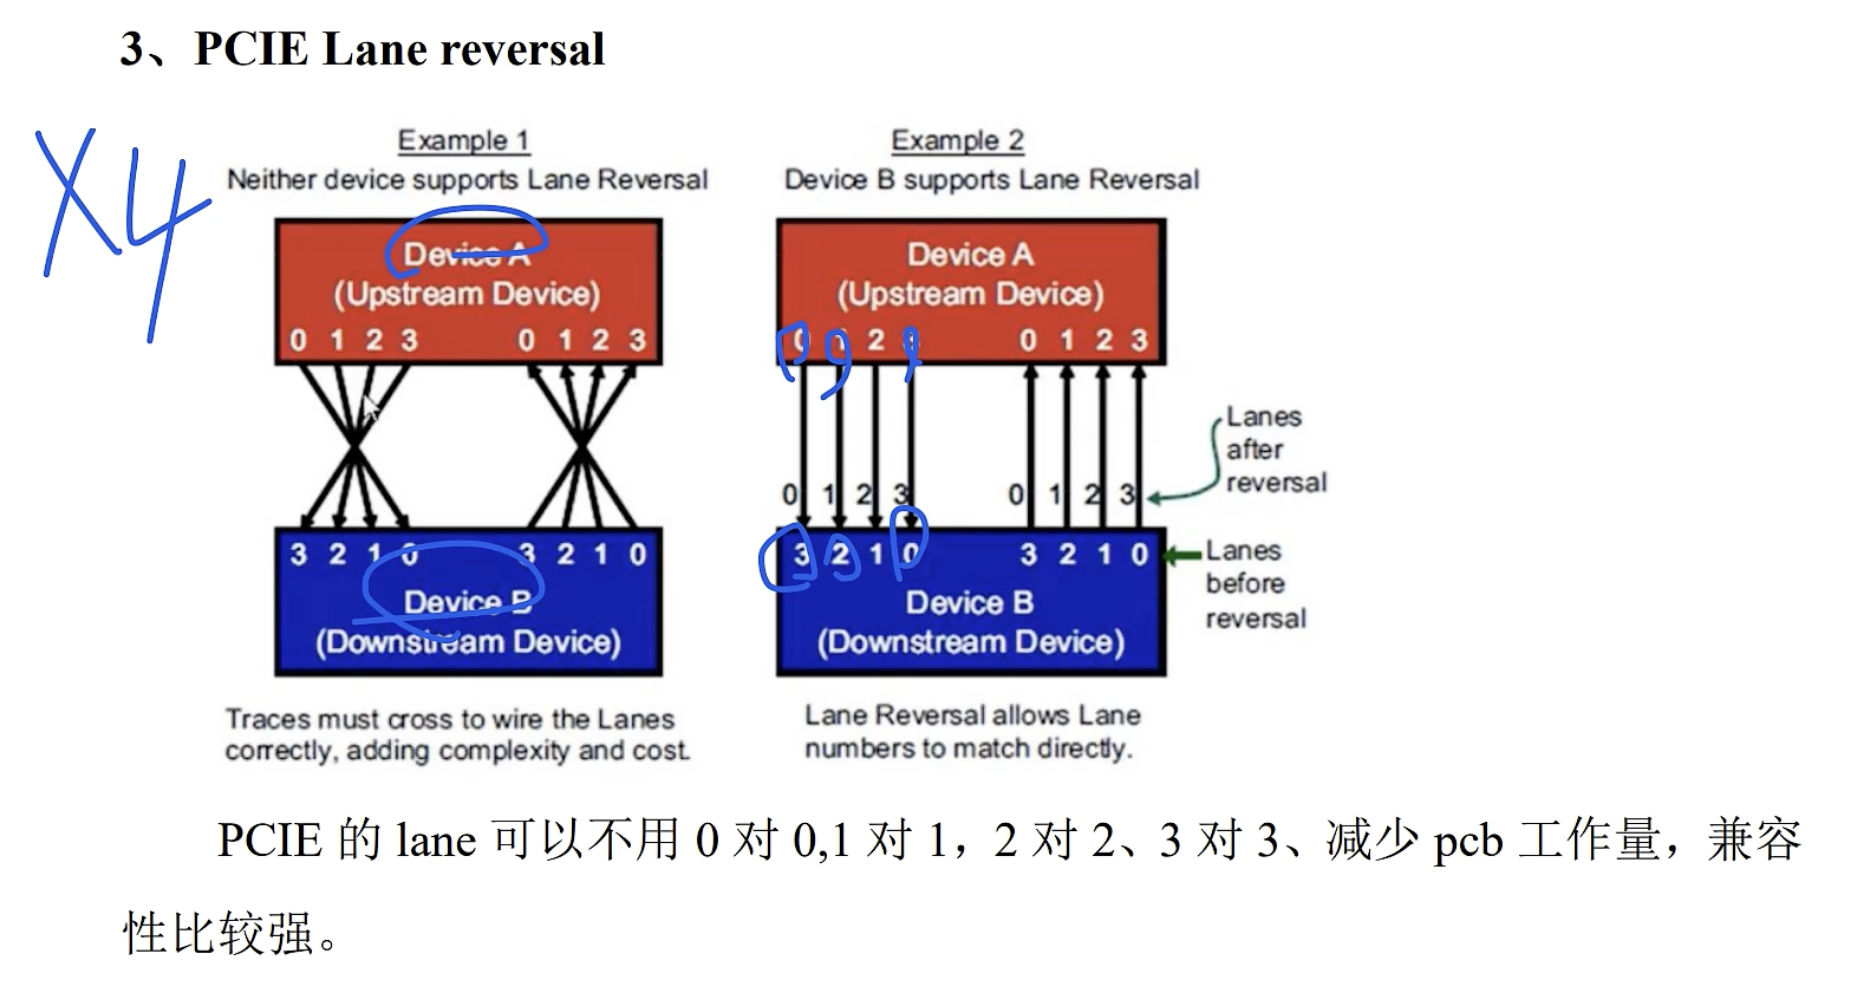 3、PCIE Lane reversal
X4
Example 1
Neither device supports Lane Reversal
Device A
(Upstream Device)
0 1 2 3 0 1 2 3
3 2 1 0 3 2 1 0
Device B
(Downstream Device)
Traces must cross to wire the Lanes
correctly, adding complexity and cost.
Example 2
Device B supports Lane Reversal
Device A
(Upstream Device)
0 1 2 3 0 1 2 3
0 1 2 3 0 1 2 3
Lanes
after
reversal
3 2 1 0 3 2 1 0
Lanes
before
reversal
Device B
(Downstream Device)
Lane Reversal allows Lane
numbers to match directly.
PCIE 的 lane 可以不用 0 对 0,1 对 1，2 对 2、3 对 3、减少 pcb 工作量，兼容
性比较强。